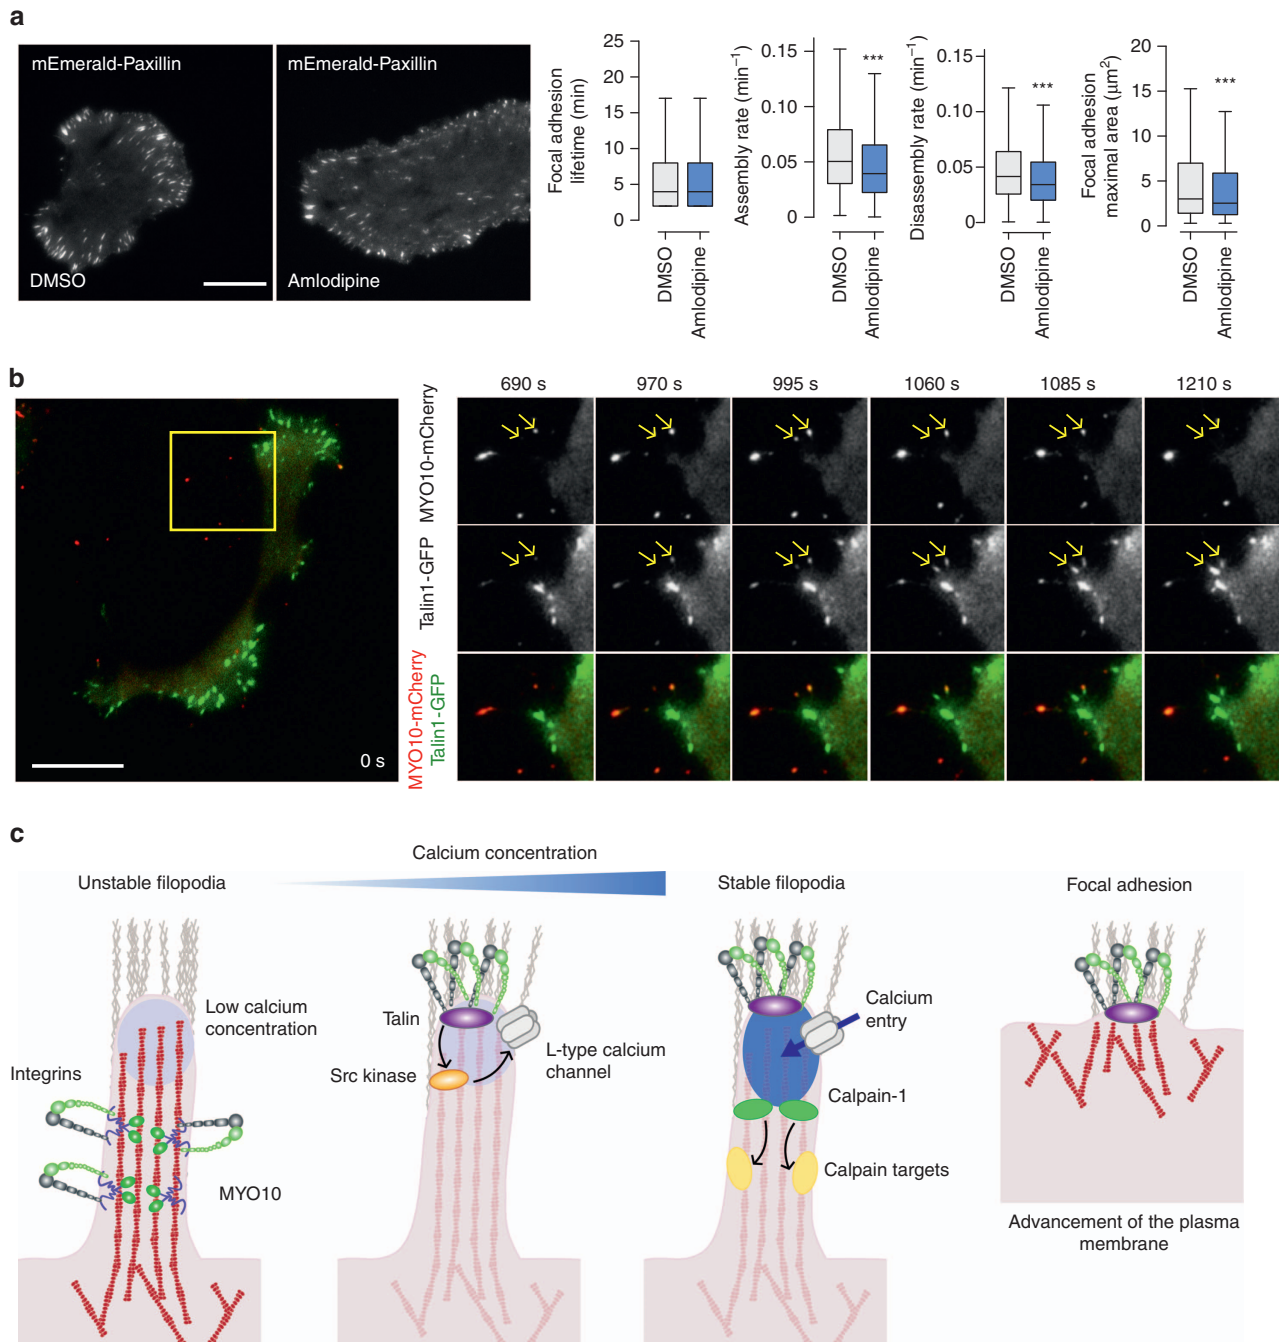 a
mEmerald-Paxillin
DMSO
mEmerald-Paxillin
Amlodipine
Focal adhesion
lifetime (min)
25
20
15
10
5
0
DMSO
Amlodipine
Assembly rate (min⁻¹)
0.15
0.10
0.05
0
***
DMSO
Amlodipine
Disassembly rate (min⁻¹)
0.15
0.10
0.05
0
***
DMSO
Amlodipine
Focal adhesion
maximal area (μm²)
20
15
10
5
0
***
DMSO
Amlodipine
b
0 s
690 s
970 s
995 s
1060 s
1085 s
1210 s
MYO10-mCherry
Talin1-GFP
MYO10-mCherry
Talin1-GFP
c
Calcium concentration
Unstable filopodia
Stable filopodia
Focal adhesion
Low calcium
concentration
Integrins
MYO10
Talin
Src kinase
L-type calcium
channel
Calcium
entry
Calpain-1
Calpain targets
Advancement of the plasma
membrane